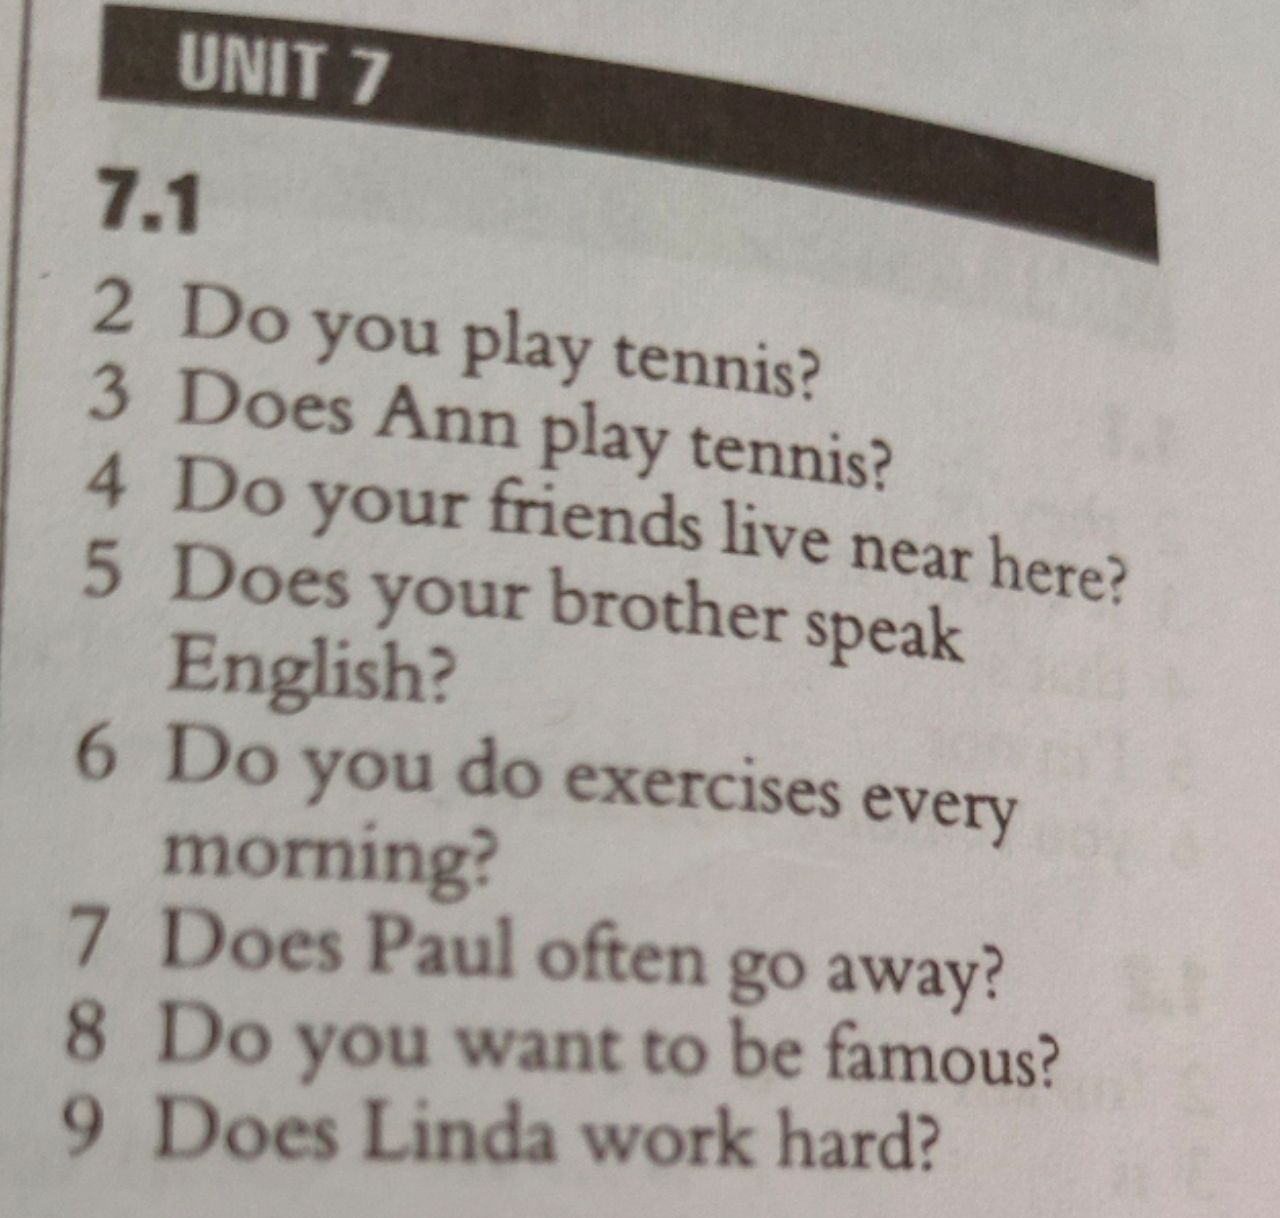 UNIT 7
7.1
2 Do you play tennis?
3 Does Ann play tennis?
4 Do your friends live near here?
5 Does your brother speak
English?
6 Do you do exercises every
morning?
7 Does Paul often go away?
8 Do you want to be famous?
9 Does Linda work hard?